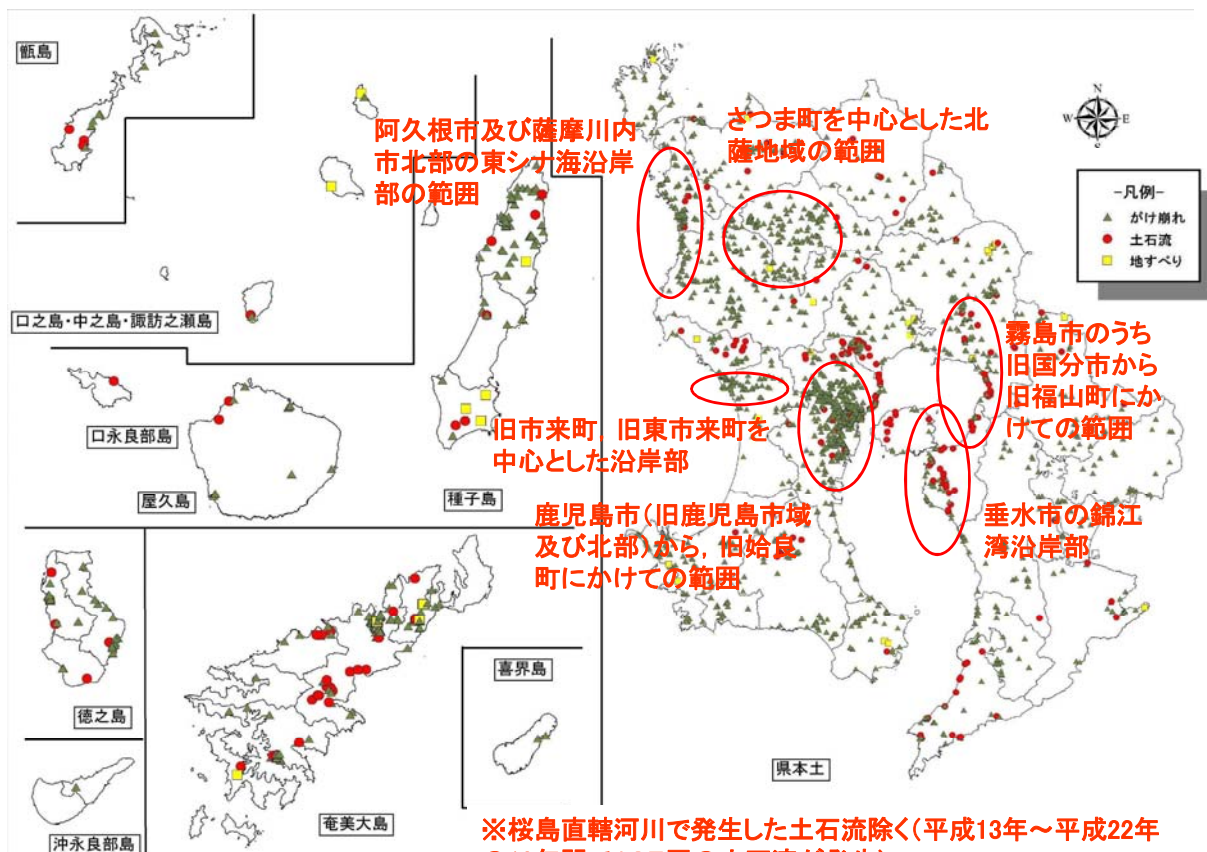 甑島
阿久根市及び薩摩川内
市北部の東シナ海沿岸
部の範囲
さつま町を中心とした北
薩地域の範囲
N
W
E
S
-凡例-
がけ崩れ
土石流
地すべり
口之島・中之島・諏訪之瀬島
霧島市のうち
旧国分市から
旧福山町にか
けての範囲
口永良部島
旧市来町，旧東市来町を
中心とした沿岸部
屋久島
種子島
鹿児島市（旧鹿児島市域
及び北部）から，旧姶良
町にかけての範囲
垂水市の錦江
湾沿岸部
喜界島
徳之島
県本土
奄美大島
沖永良部島
※桜島直轄河川で発生した土石流除く（平成13年～平成22年